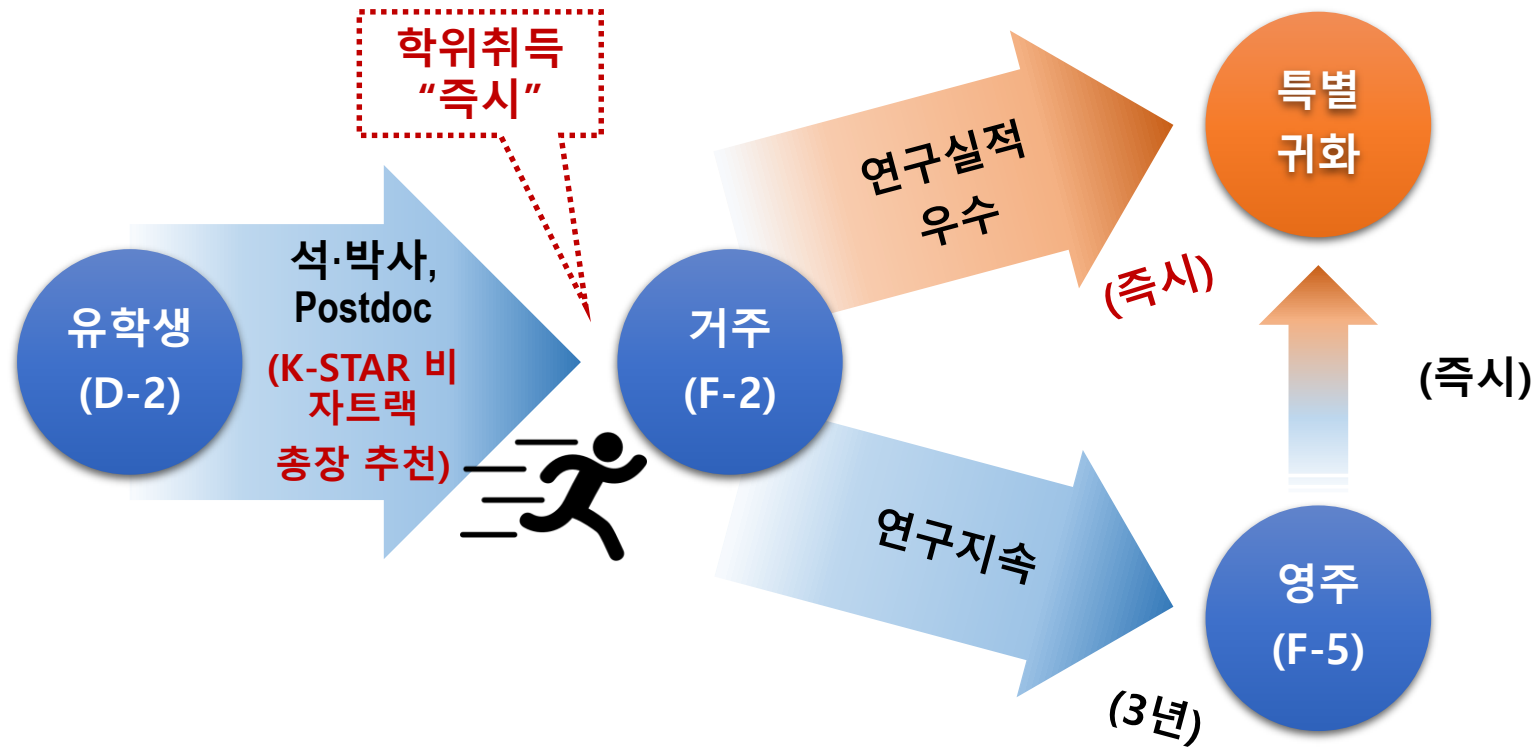 학위취득
“즉시”
유학생
(D-2)
석·박사,
Postdoc
(K-STAR 비
자트랙
총장 추천)
거주
(F-2)
연구실적
우수
(즉시)
특별
귀화
연구지속
(3년)
영주
(F-5)
(즉시)